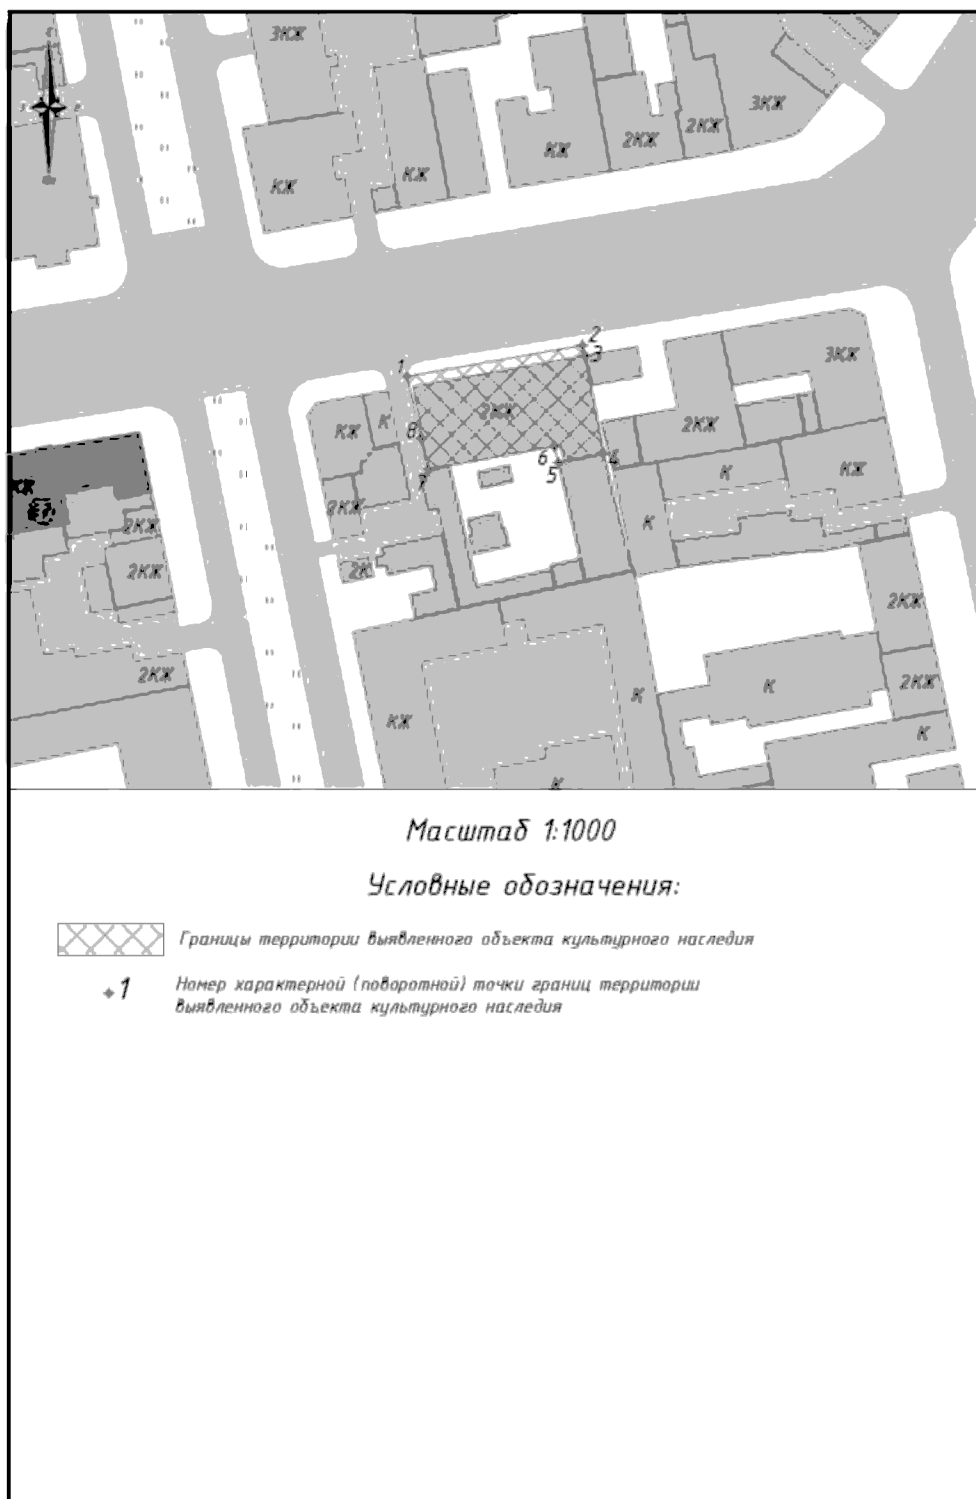 С
3КЖ
3КЖ
2КЖ
2КЖ
КЖ
КЖ
КЖ
2
1
3
3КЖ
2КЖ
К
8
КЖ
2КЖ
6
4
5
7
К
КЖ
2КЖ
К
2КЖ
2КЖ
2К
2КЖ
2КЖ
2КЖ
К
К
КЖ
К
К
Масштаб 1:1000
Условные обозначения:
Границы территории выявленного объекта культурного наследия
1
Номер характерной (поворотной) точки границ территории
выявленного объекта культурного наследия